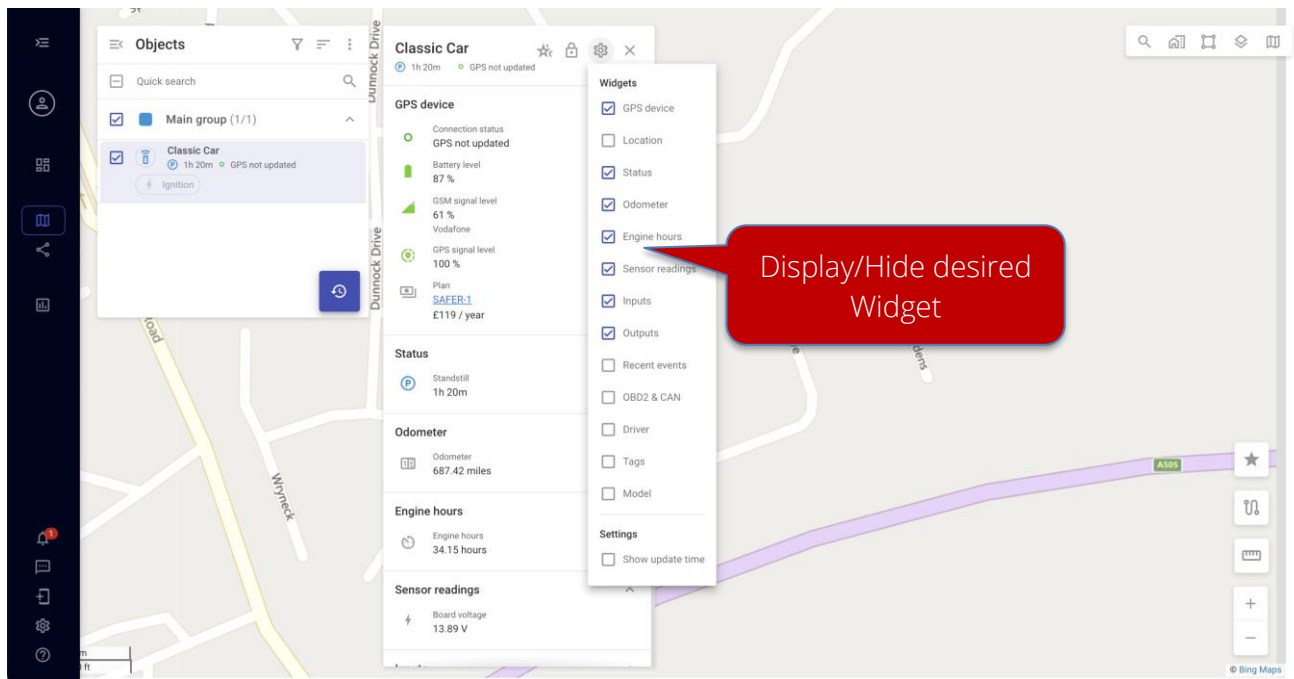 Objects
Quick search
Main group (1/1)
Classic Car
1h 20m GPS not updated
Ignition
Classic Car
1h 20m GPS not updated
GPS device
Connection status
GPS not updated
Battery level
87 %
GSM signal level
61 %
Vodafone
GPS signal level
100 %
Plan
SAFER-1
£119 / year
Status
Standstill
1h 20m
Odometer
Odometer
687.42 miles
Engine hours
Engine hours
34.15 hours
Sensor readings
Board voltage
13.89 V
Widgets
GPS device
Location
Status
Odometer
Engine hours
Sensor readings
Inputs
Outputs
Recent events
OBD2 & CAN
Driver
Tags
Model
Settings
Show update time
Display/Hide desired
Widget
Dunnock Drive
Dunnock Drive
Road
Wryneck
dens
A505
1
m
ft
© Bing Maps